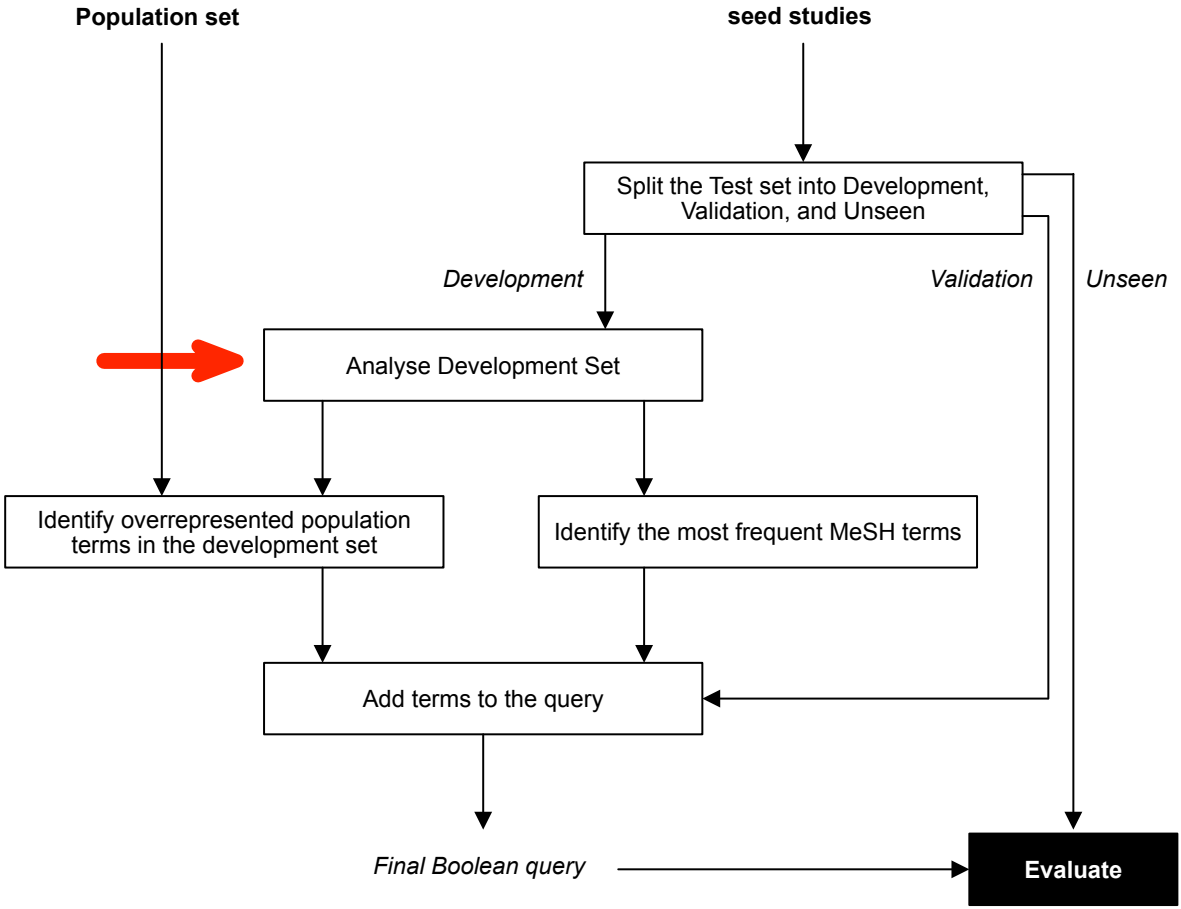 Population set
seed studies
Split the Test set into Development,
Validation, and Unseen
Development
Validation
Unseen
Analyse Development Set
Identify overrepresented population
terms in the development set
Identify the most frequent MeSH terms
Add terms to the query
Final Boolean query
Evaluate